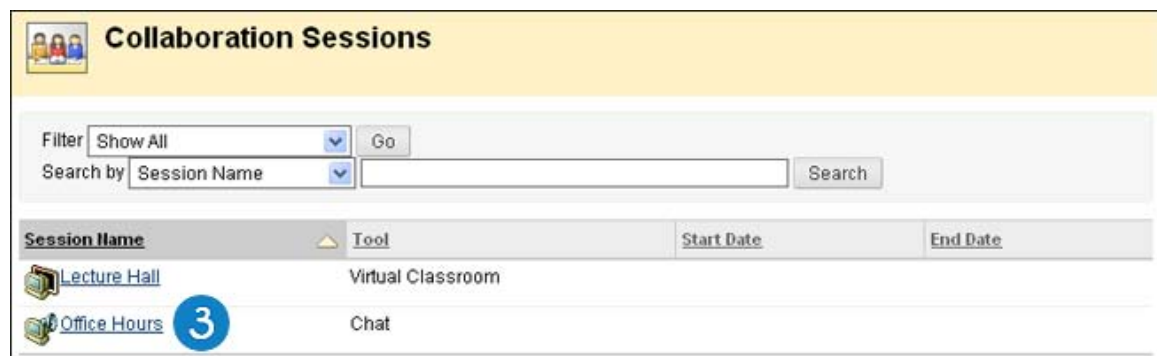 Collaboration Sessions
Filter Show All Go
Search by Session Name Search
Session Name Tool Start Date End Date
Lecture Hall Virtual Classroom
Office Hours 3 Chat